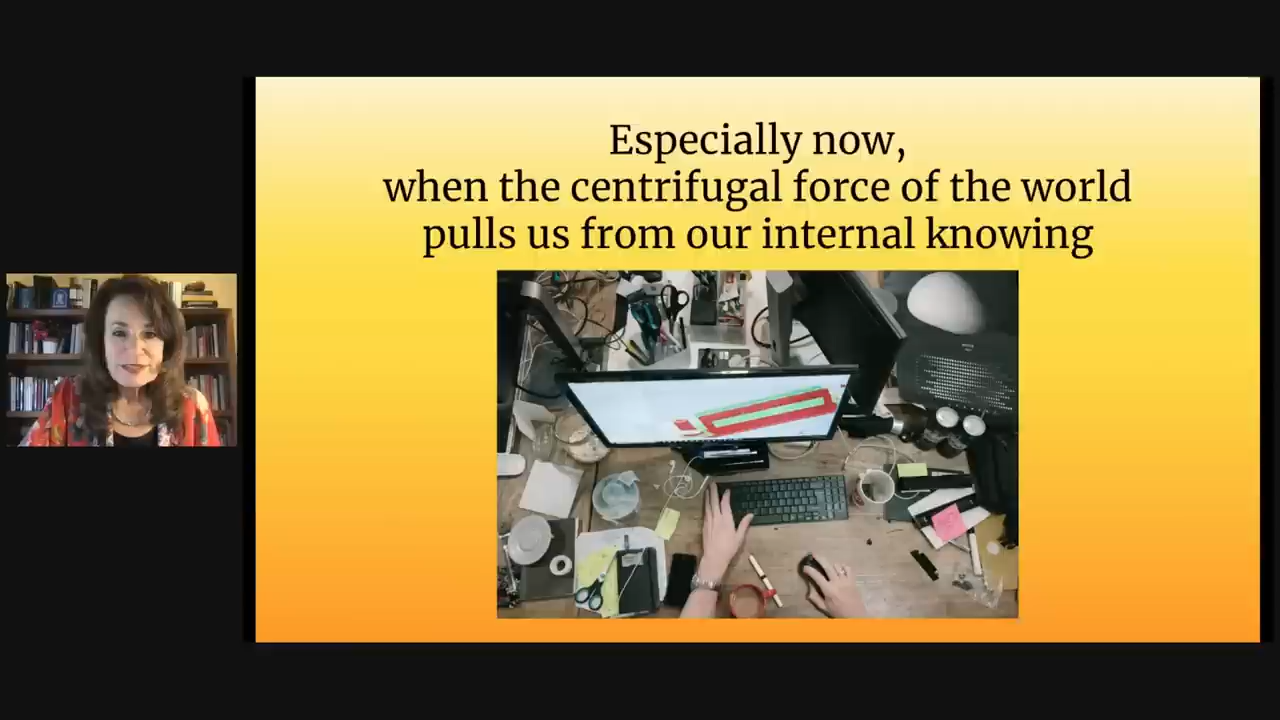 Especially now,
when the centrifugal force of the world
pulls us from our internal knowing